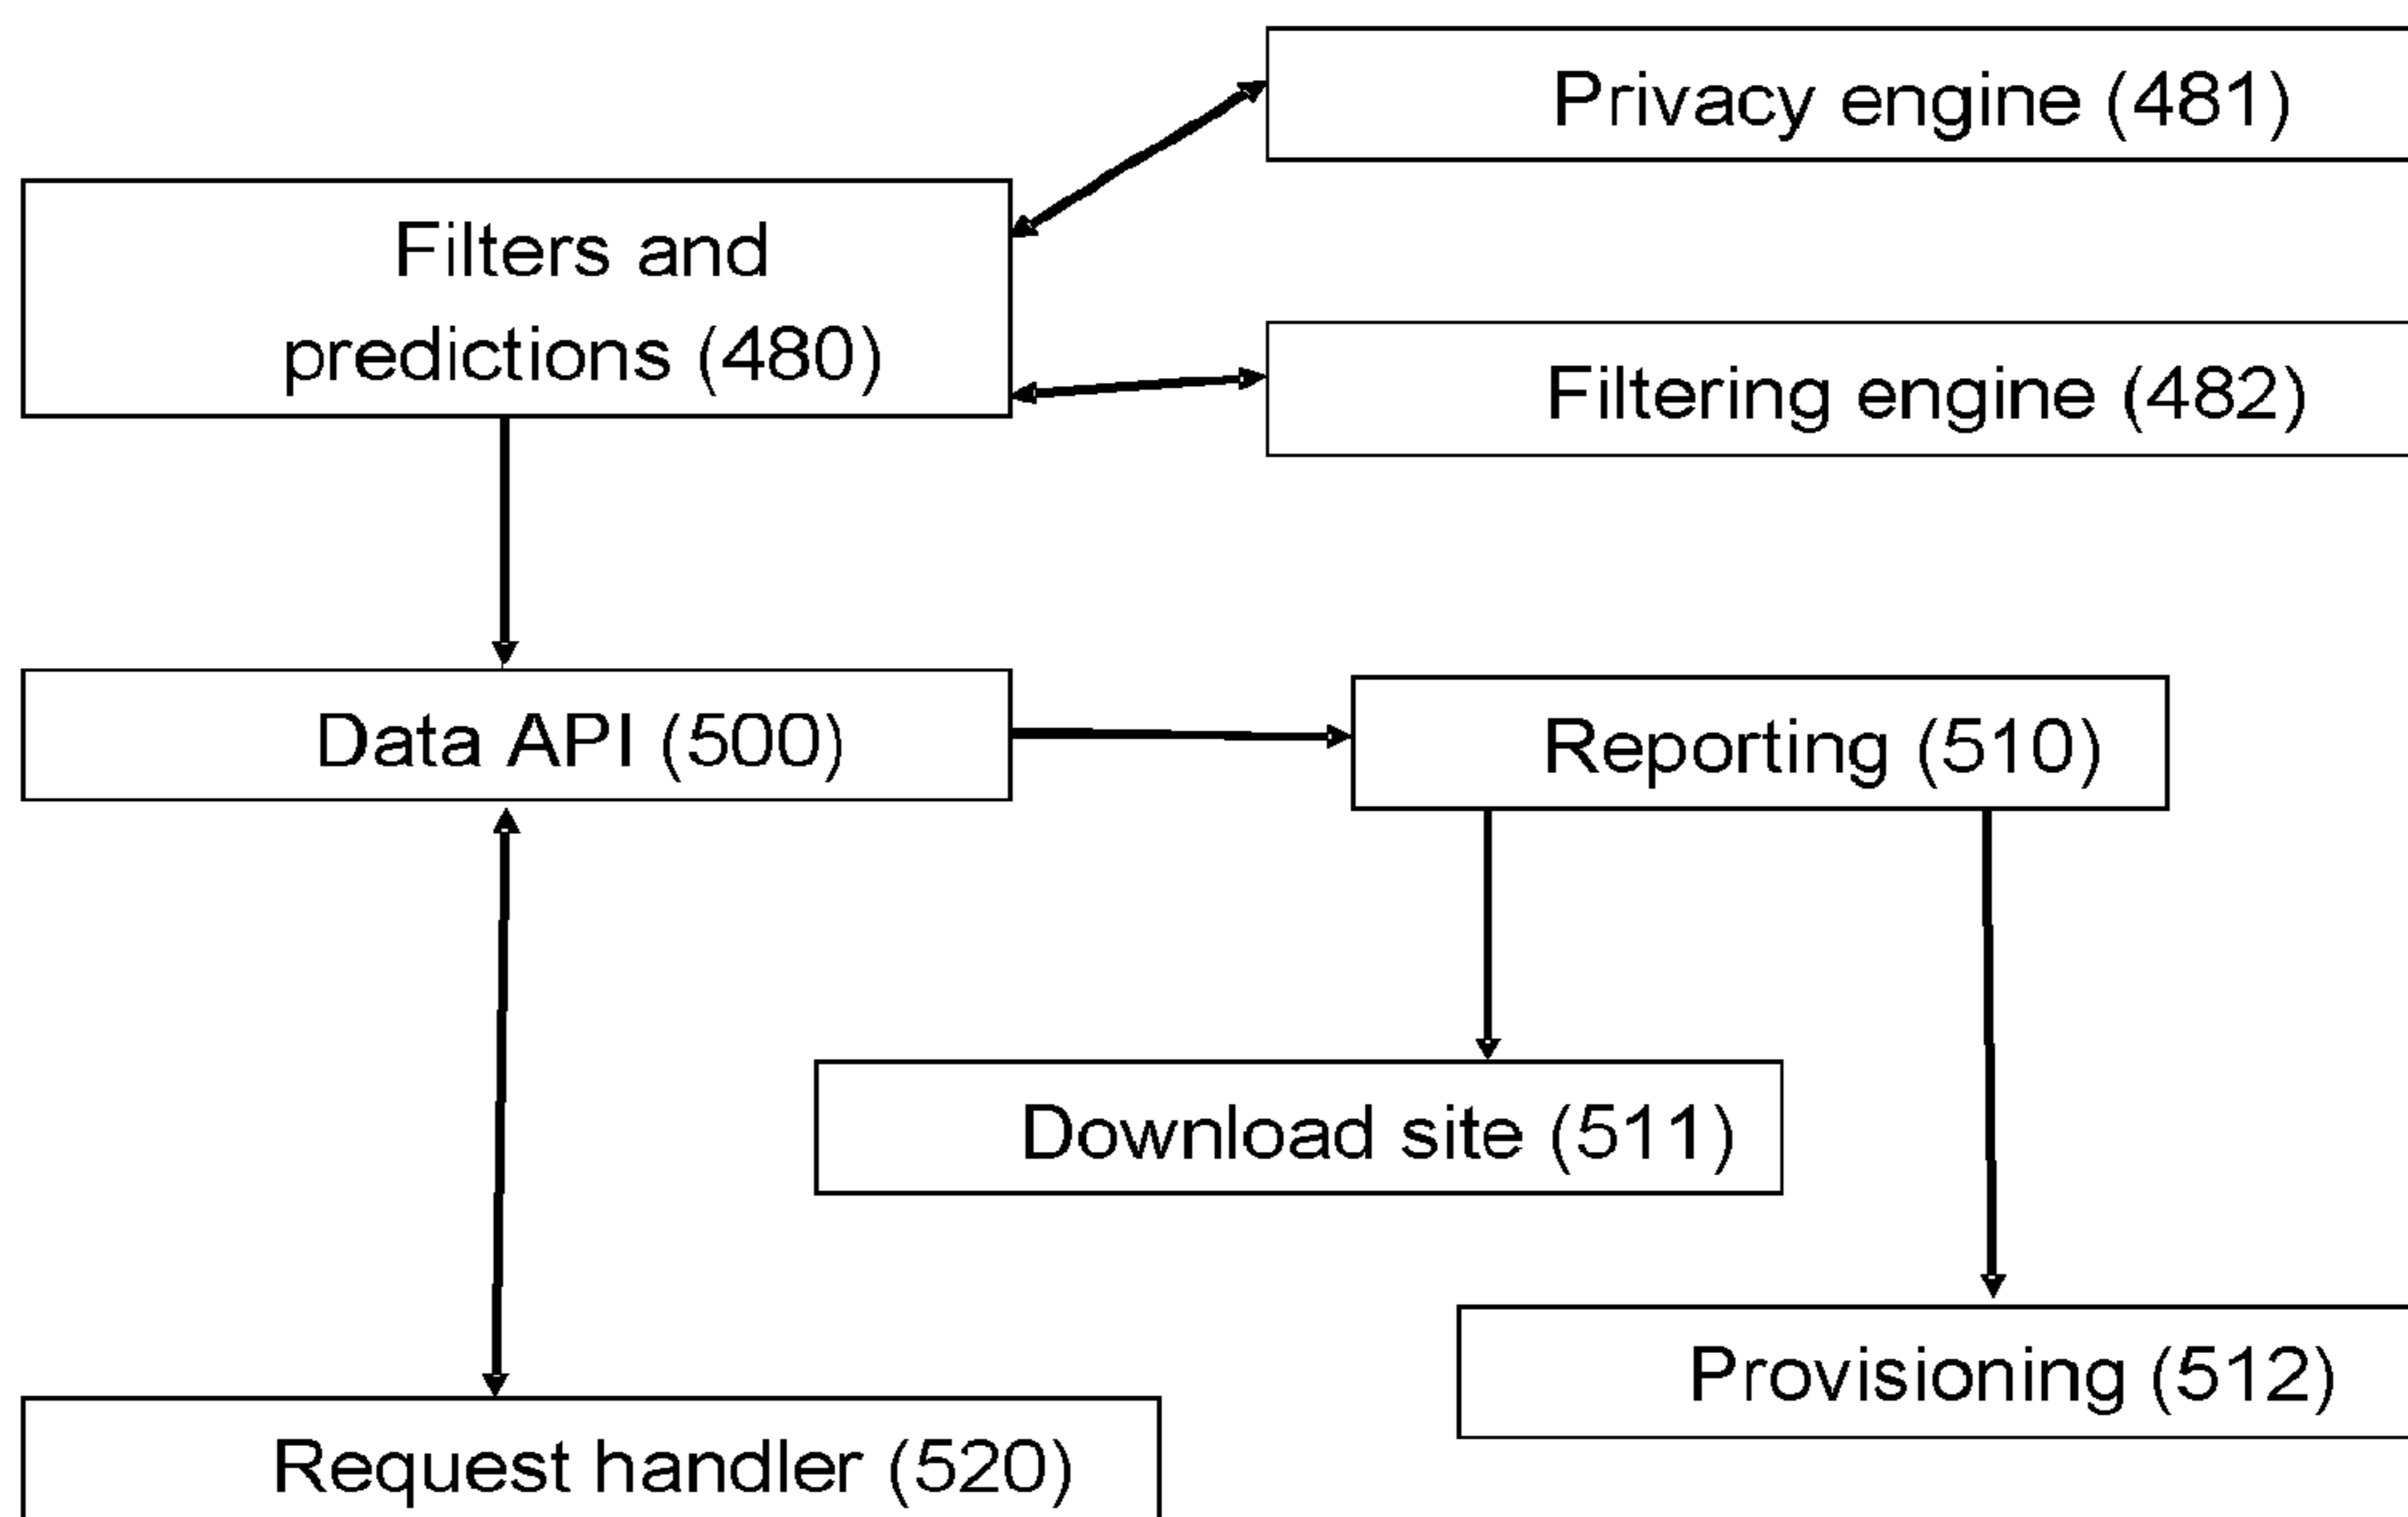 Privacy engine (481)
Filters and
predictions (480)
Filtering engine (482)
Data API (500)
Reporting (510)
Download site (511)
Provisioning (512)
Request handler (520)